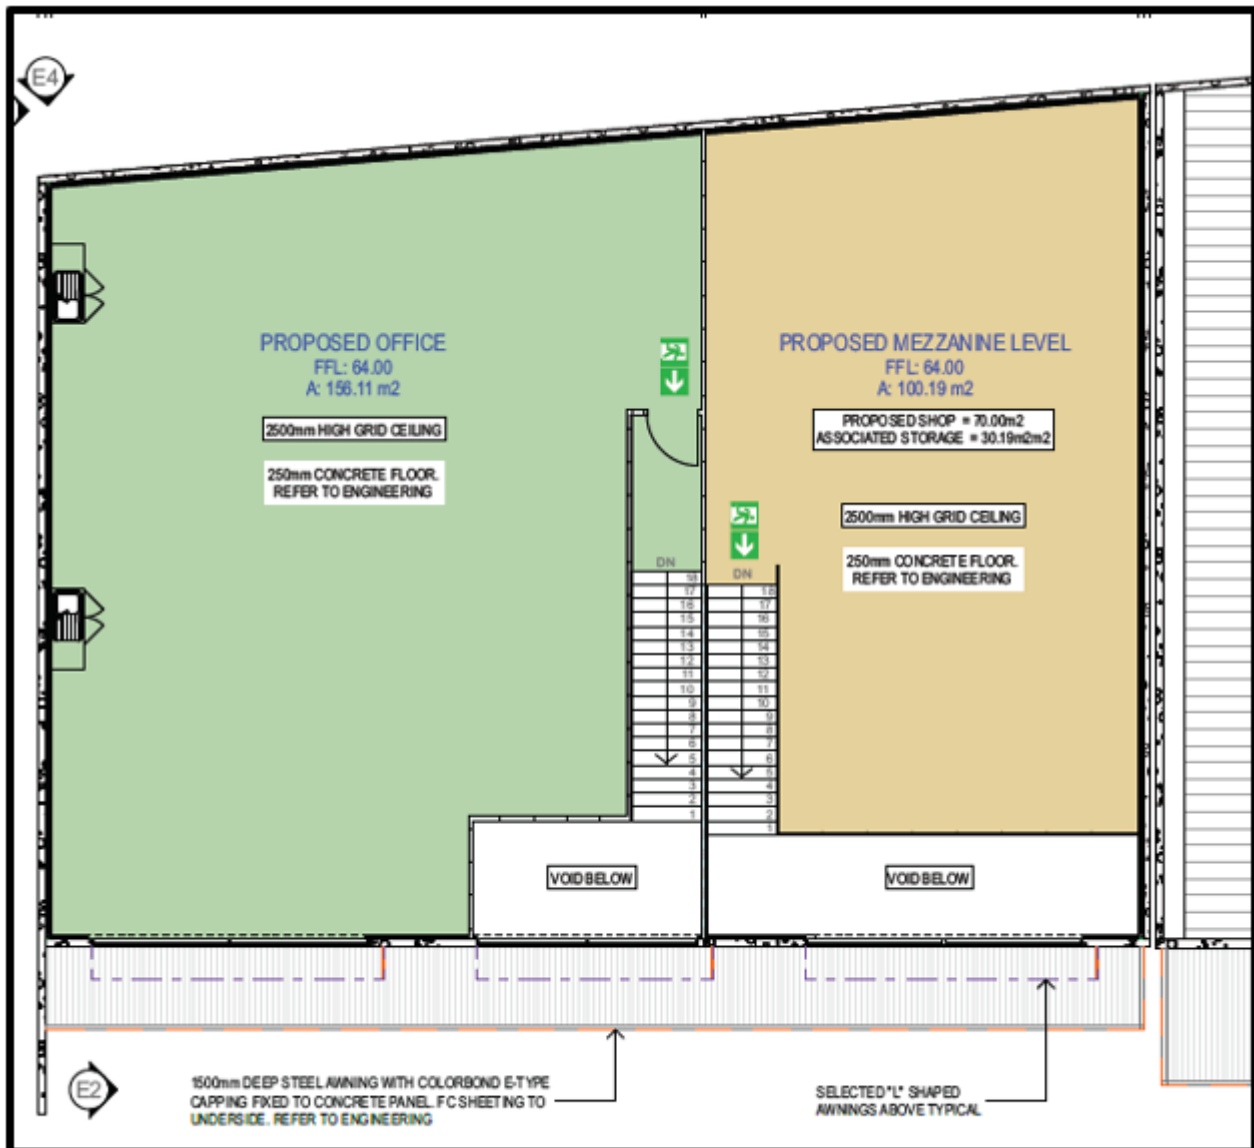 E4
PROPOSED OFFICE
FFL: 64.00
A: 156.11 m2
2500mm HIGH GRID CEILING
250mm CONCRETE FLOOR.
REFER TO ENGINEERING
PROPOSED MEZZANINE LEVEL
FFL: 64.00
A: 100.19 m2
PROPOSED SHOP = 70.00m2
ASSOCIATED STORAGE = 30.19m2m2
2500mm HIGH GRID CEILING
250mm CONCRETE FLOOR.
REFER TO ENGINEERING
DN
18
17
16
15
14
13
12
11
10
9
8
7
6
5
4
3
2
1
DN
18
17
16
15
14
13
12
11
10
9
8
7
6
5
4
3
2
1
VOID BELOW
VOID BELOW
E2
1500mm DEEP STEEL AWNING WITH COLORBOND E-TYPE
CAPPING FIXED TO CONCRETE PANEL. FC SHEETING TO
UNDERSIDE. REFER TO ENGINEERING
SELECTED "L" SHAPED
AWNINGS ABOVE TYPICAL